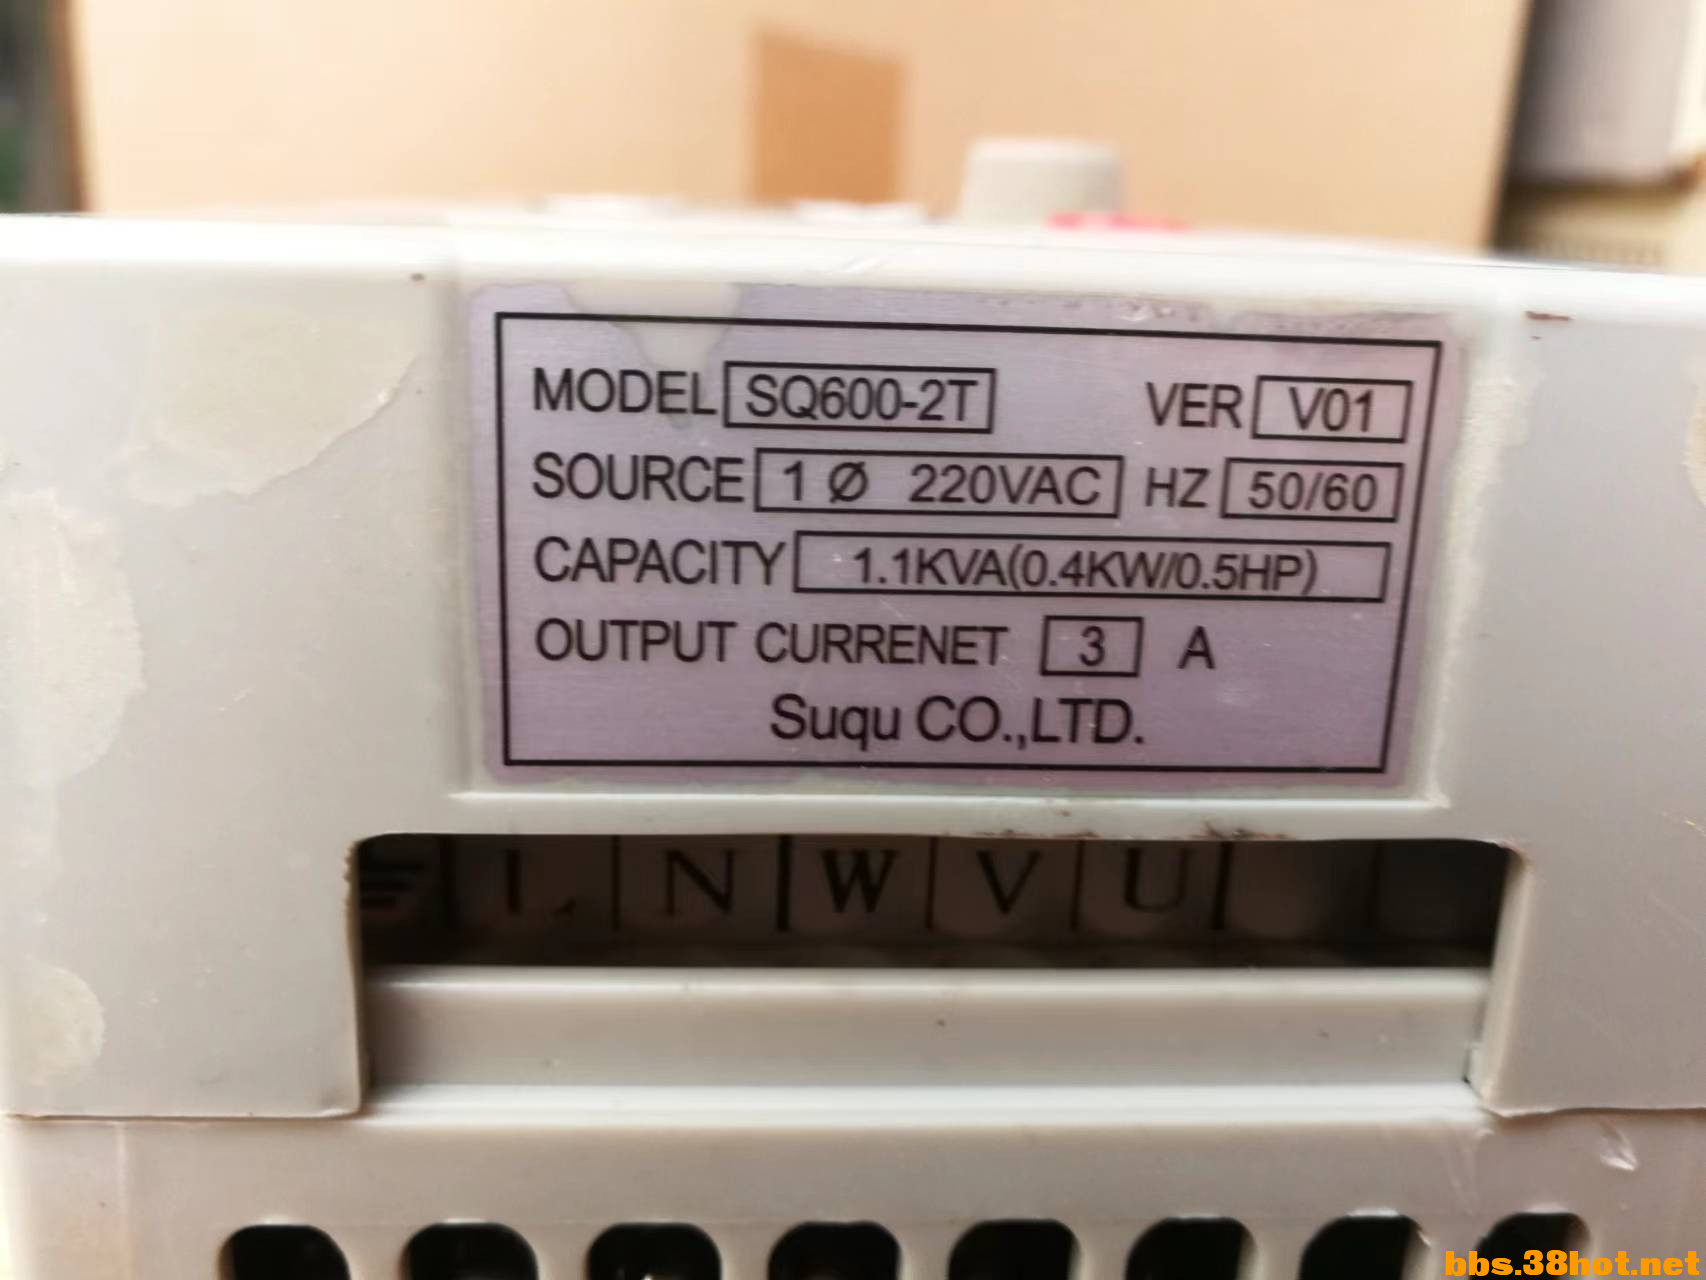 MODEL SQ600-2T VER V01
SOURCE 1 Ø 220VAC HZ 50/60
CAPACITY 1.1KVA(0.4KW/0.5HP)
OUTPUT CURRENET 3 A
Suqu CO.,LTD.
L N W V U
bbs.38hot.net